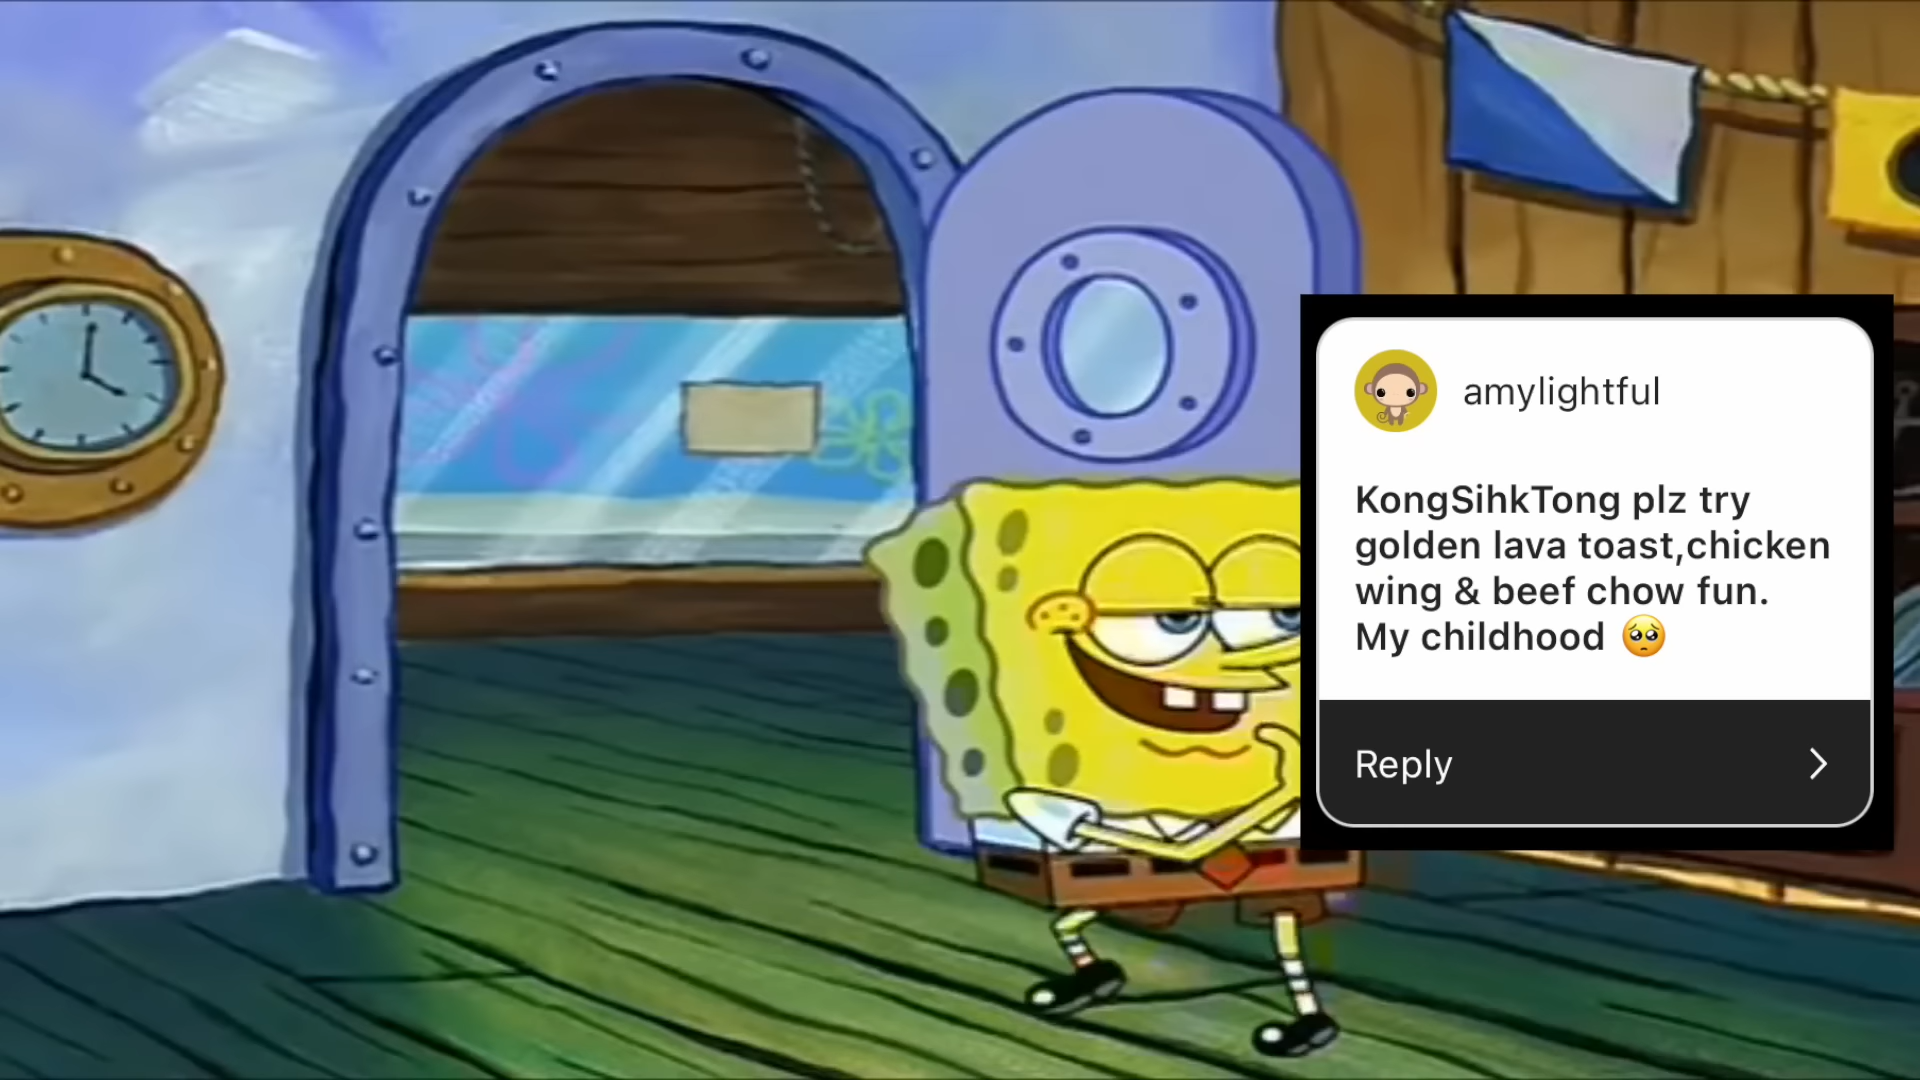 amylightful
KongSihkTong plz try
golden lava toast,chicken
wing & beef chow fun.
My childhood 🥺
Reply